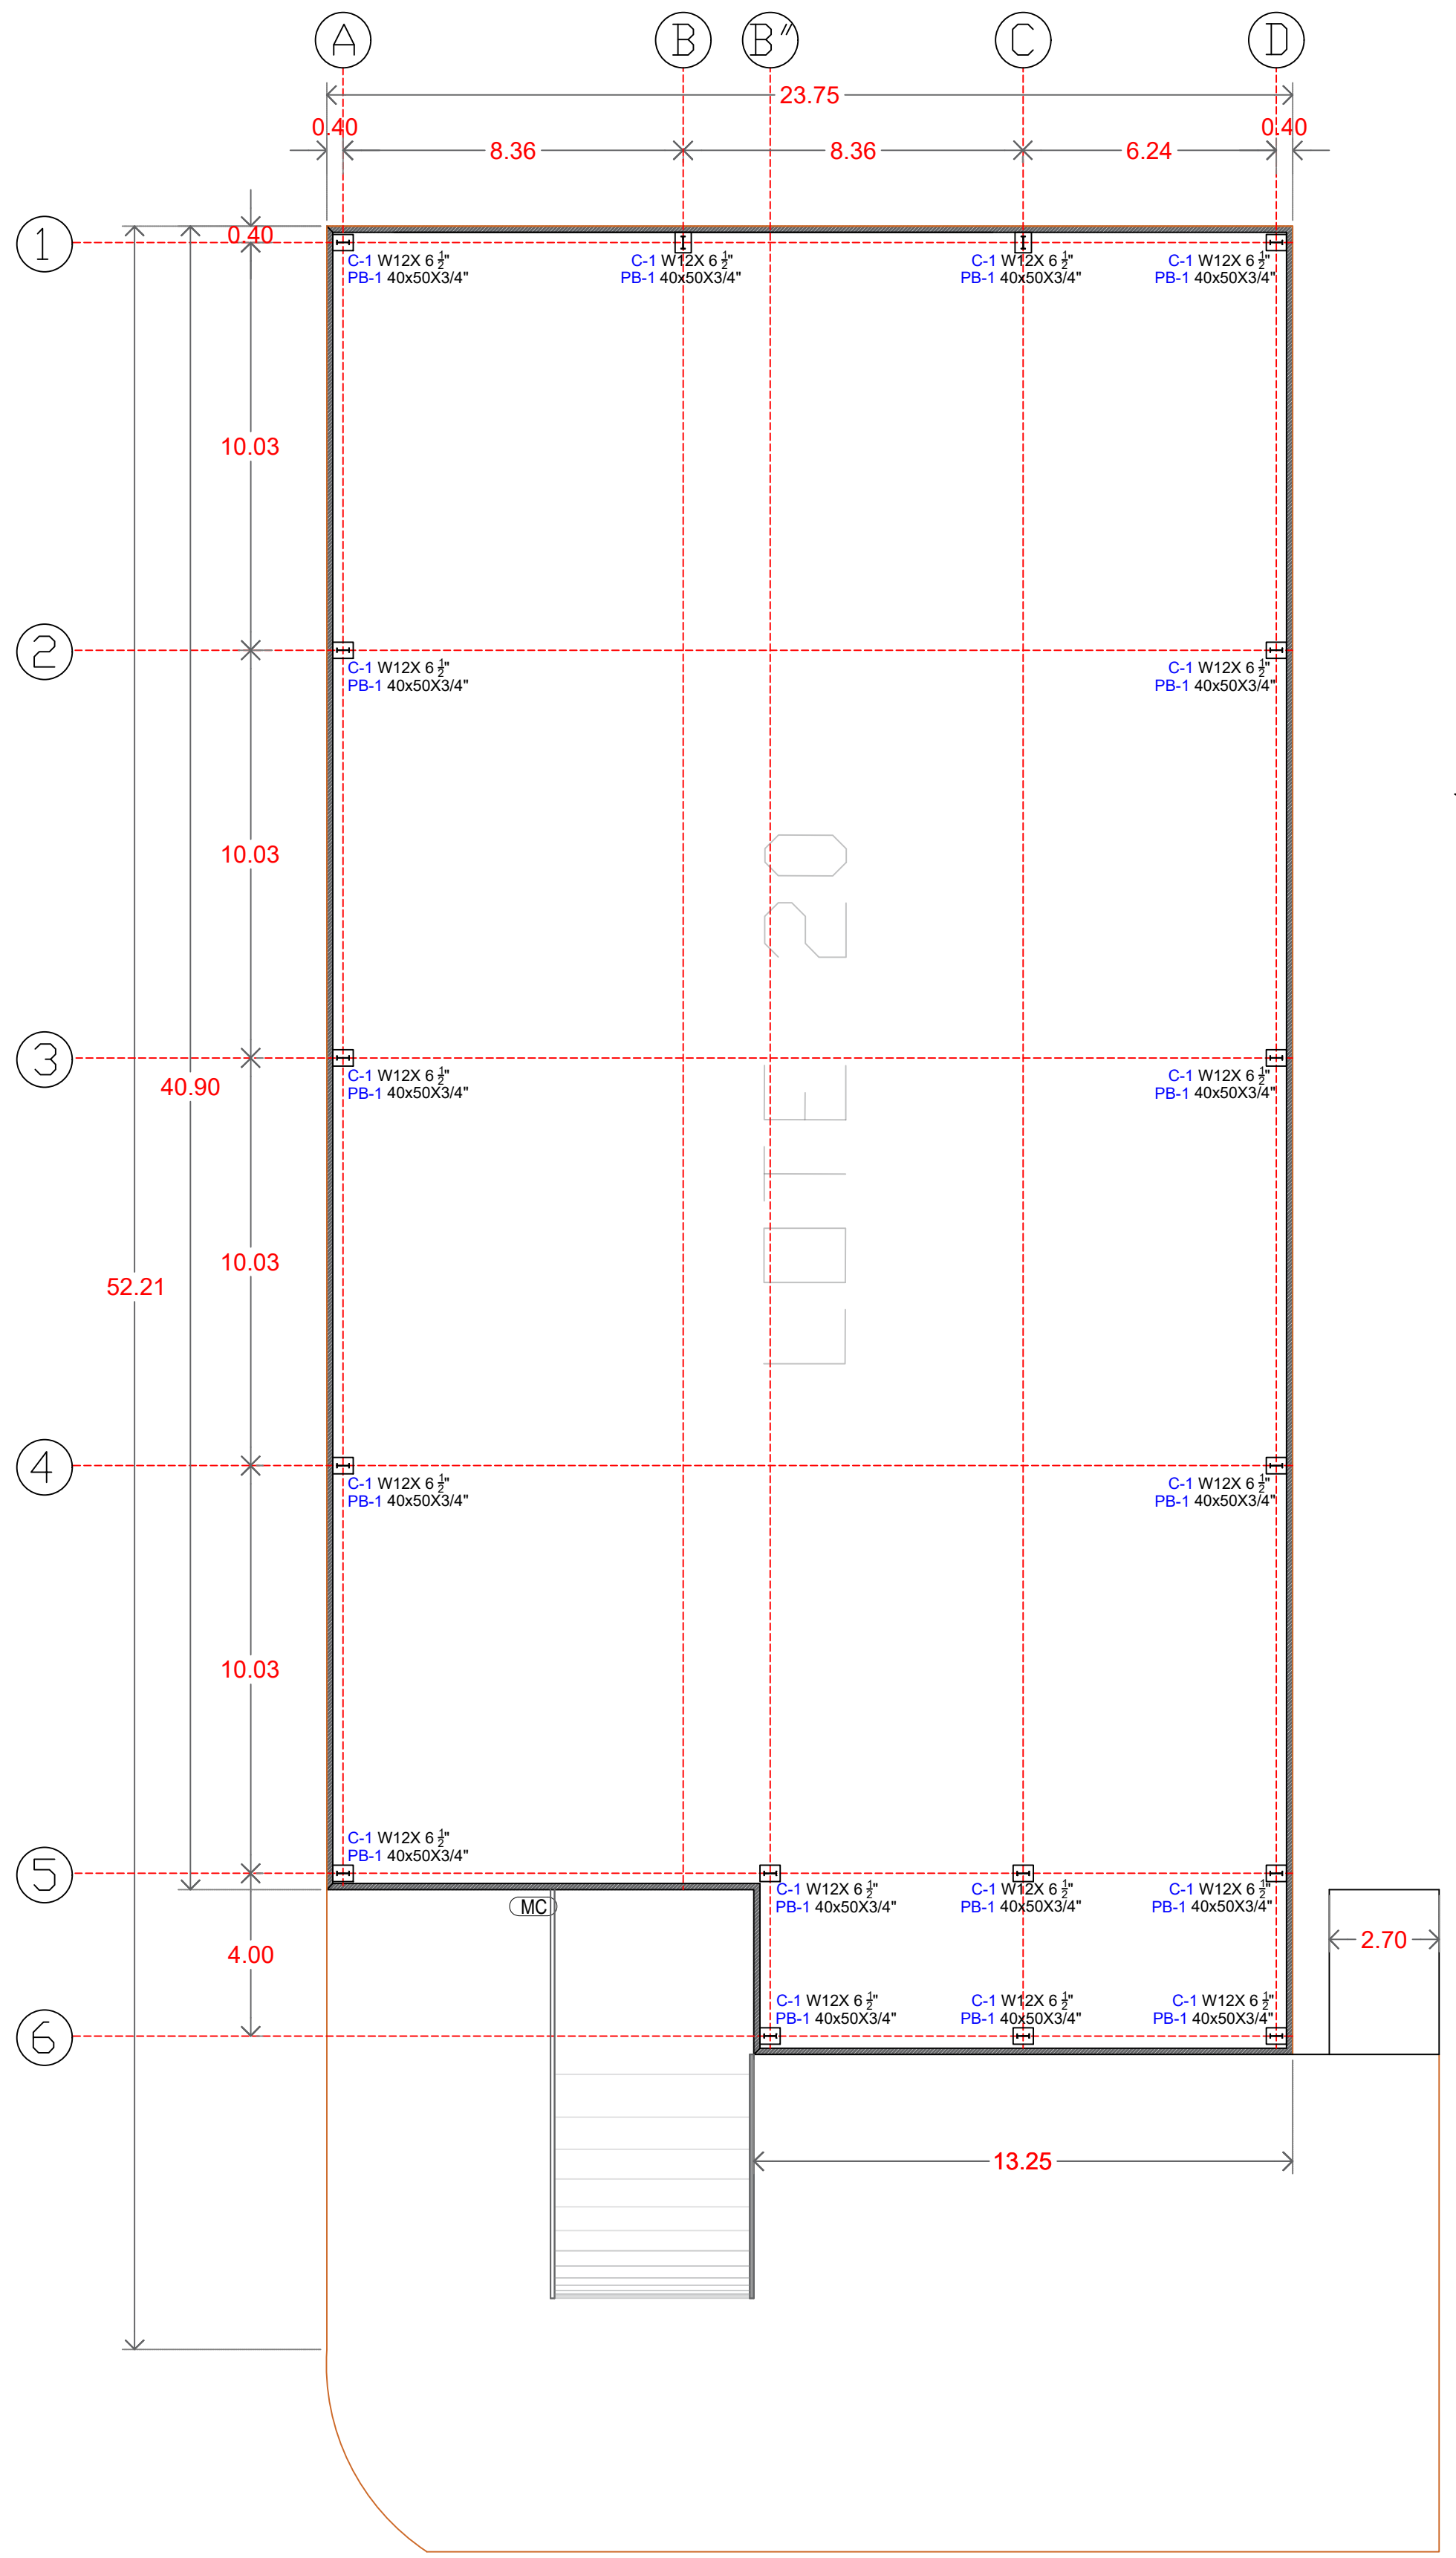 A B B" C D
23.75
0.40 0.40
8.36 8.36 6.24
1
0.40
C-1 W12X 6 1/2" C-1 W12X 6 1/2" C-1 W12X 6 1/2" C-1 W12X 6 1/2"
PB-1 40x50X3/4" PB-1 40x50X3/4" PB-1 40x50X3/4" PB-1 40x50X3/4"
10.03
2
C-1 W12X 6 1/2" C-1 W12X 6 1/2"
PB-1 40x50X3/4" PB-1 40x50X3/4"
10.03
LOTE 20
3
C-1 W12X 6 1/2" C-1 W12X 6 1/2"
40.90
PB-1 40x50X3/4" PB-1 40x50X3/4"
10.03
52.21
4
C-1 W12X 6 1/2" C-1 W12X 6 1/2"
PB-1 40x50X3/4" PB-1 40x50X3/4"
10.03
C-1 W12X 6 1/2"
PB-1 40x50X3/4"
5
C-1 W12X 6 1/2" C-1 W12X 6 1/2" C-1 W12X 6 1/2"
MC
PB-1 40x50X3/4" PB-1 40x50X3/4" PB-1 40x50X3/4"
2.70
4.00
C-1 W12X 6 1/2" C-1 W12X 6 1/2" C-1 W12X 6 1/2"
PB-1 40x50X3/4" PB-1 40x50X3/4" PB-1 40x50X3/4"
6
13.25